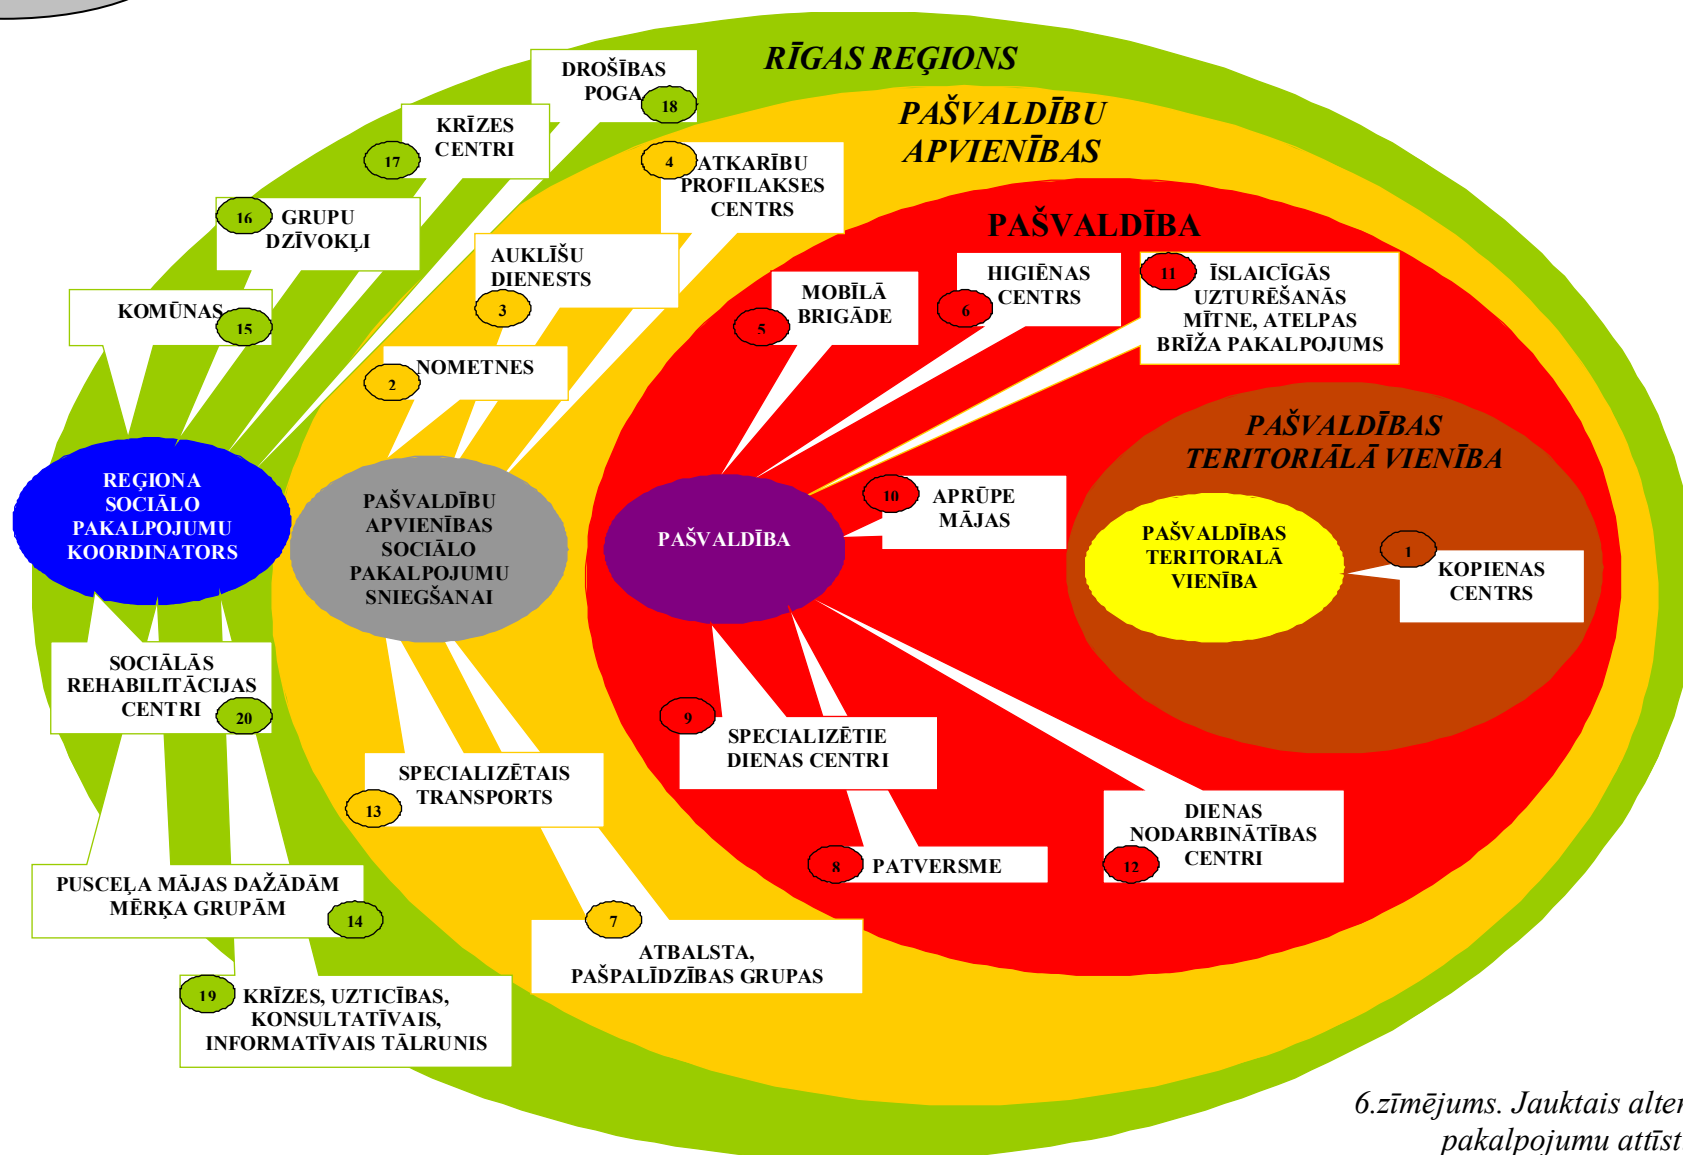 RĪGAS REĢIONS
PAŠVALDĪBU
APVIENĪBAS
PAŠVALDĪBA
PAŠVALDĪBAS
TERITORIĀLĀ VIENĪBA
DROŠĪBAS
POGA
18
KRĪZES
CENTRI
17
16
GRUPU
DZĪVOKĻI
KOMŪNAS
15
4
ATKARĪBU
PROFILAKSES
CENTRS
AUKLĪŠU
DIENESTS
3
NOMETNES
2
MOBĪLĀ
BRIGĀDE
5
HIGIĒNAS
CENTRS
6
11
ĪSLAICĪGĀS
UZTURĒŠANĀS
MĪTNE, ATELPAS
BRĪŽA PAKALPOJUMS
REĢIONA
SOCIĀLO
PAKALPOJUMU
KOORDINATORS
PAŠVALDĪBU
APVIENĪBAS
SOCIĀLO
PAKALPOJUMU
SNIEGŠANAI
PAŠVALDĪBA
10
APRŪPE
MĀJAS
PAŠVALDĪBAS
TERITORALĀ
VIENĪBA
1
KOPIENAS
CENTRS
SOCIĀLĀS
REHABILITĀCIJAS
CENTRI
20
9
SPECIALIZĒTIE
DIENAS CENTRI
SPECIALIZĒTAIS
TRANSPORTS
13
DIENAS
NODARBINĀTĪBAS
CENTRI
12
8
PATVERSME
PUSCEĻA MĀJAS DAŽĀDĀM
MĒRĶA GRUPĀM
14
7
ATBALSTA,
PAŠPALĪDZĪBAS GRUPAS
19
KRĪZES, UZTICĪBAS,
KONSULTATĪVAIS,
INFORMATĪVAIS TĀLRUNIS
6.zīmējums. Jauktais alter
pakalpojumu attīst